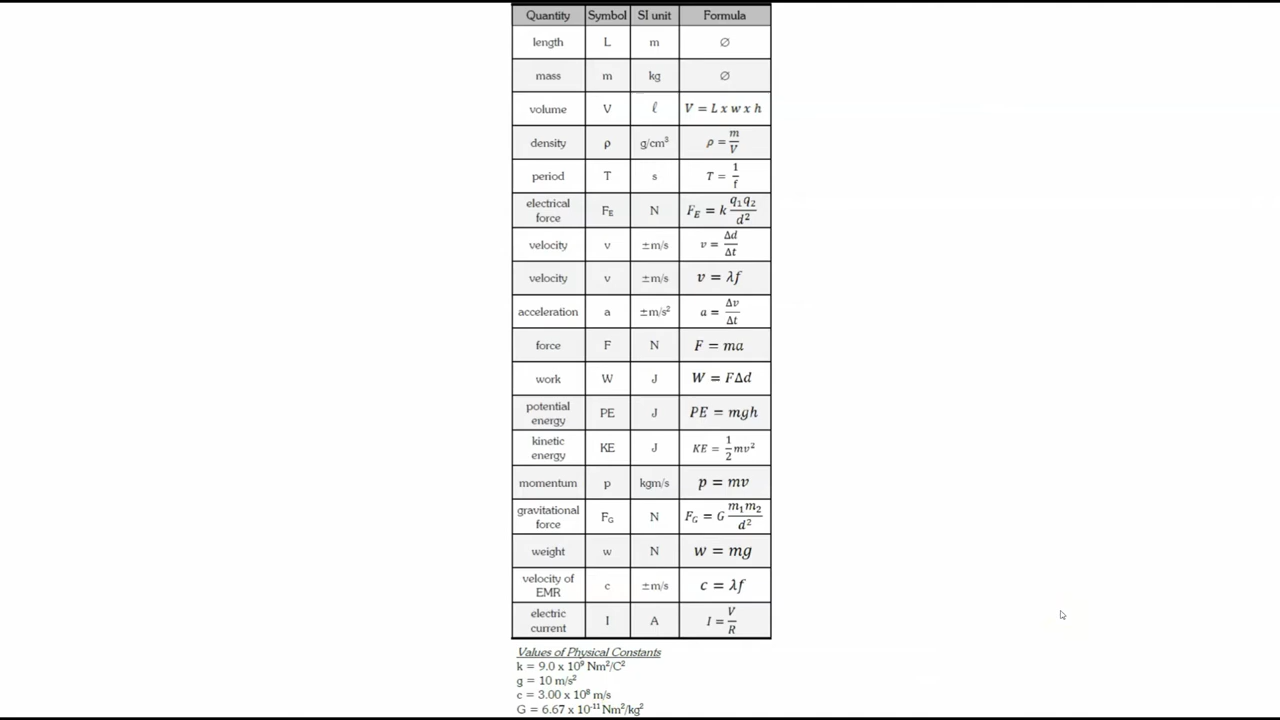 Quantity Symbol SI unit Formula
length L m ∅
mass m kg ∅
volume V ℓ V = L x w x h
density ρ g/cm³ ρ = m/V
period T s T = 1/f
electrical force F_E N F_E = k q₁q₂/d²
velocity v ±m/s v = Δd/Δt
velocity v ±m/s v = λf
acceleration a ±m/s² a = Δv/Δt
force F N F = ma
work W J W = FΔd
potential energy PE J PE = mgh
kinetic energy KE J KE = 1/2 mv²
momentum p kgm/s p = mv
gravitational force F_G N F_G = G m₁m₂/d²
weight w N w = mg
velocity of EMR c ±m/s c = λf
electric current I A I = V/R
Values of Physical Constants
k = 9.0 x 10⁹ Nm²/C²
g = 10 m/s²
c = 3.00 x 10⁸ m/s
G = 6.67 x 10⁻¹¹ Nm²/kg²